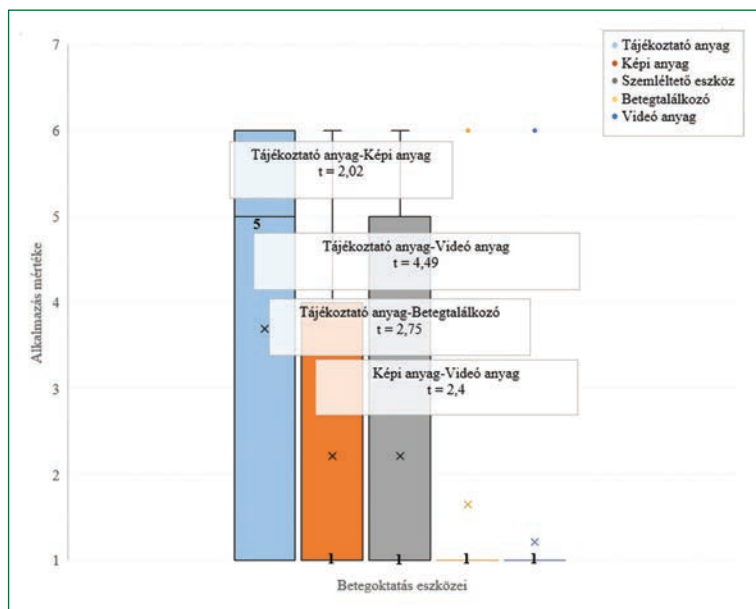 7
6
5
4
3
2
1
Alkalmazás mértéke
Tájékoztató anyag
Képi anyag
Szemléltető eszköz
Betegtalálkozó
Videó anyag
Tájékoztató anyag-Képi anyag
t = 2,02
5
Tájékoztató anyag-Videó anyag
t = 4,49
Tájékoztató anyag-Betegtalálkozó
t = 2,75
Képi anyag-Videó anyag
t = 2,4
1 1 1 1
Betegoktatás eszközei